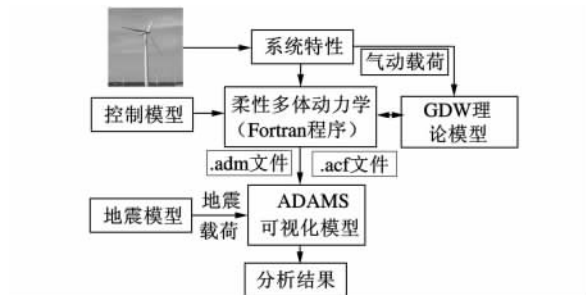 系统特性
气动载荷
控制模型
柔性多体动力学
（Fortran程序）
GDW理
论模型
.adm文件
.acf文件
地震模型
地震
载荷
ADAMS
可视化模型
分析结果